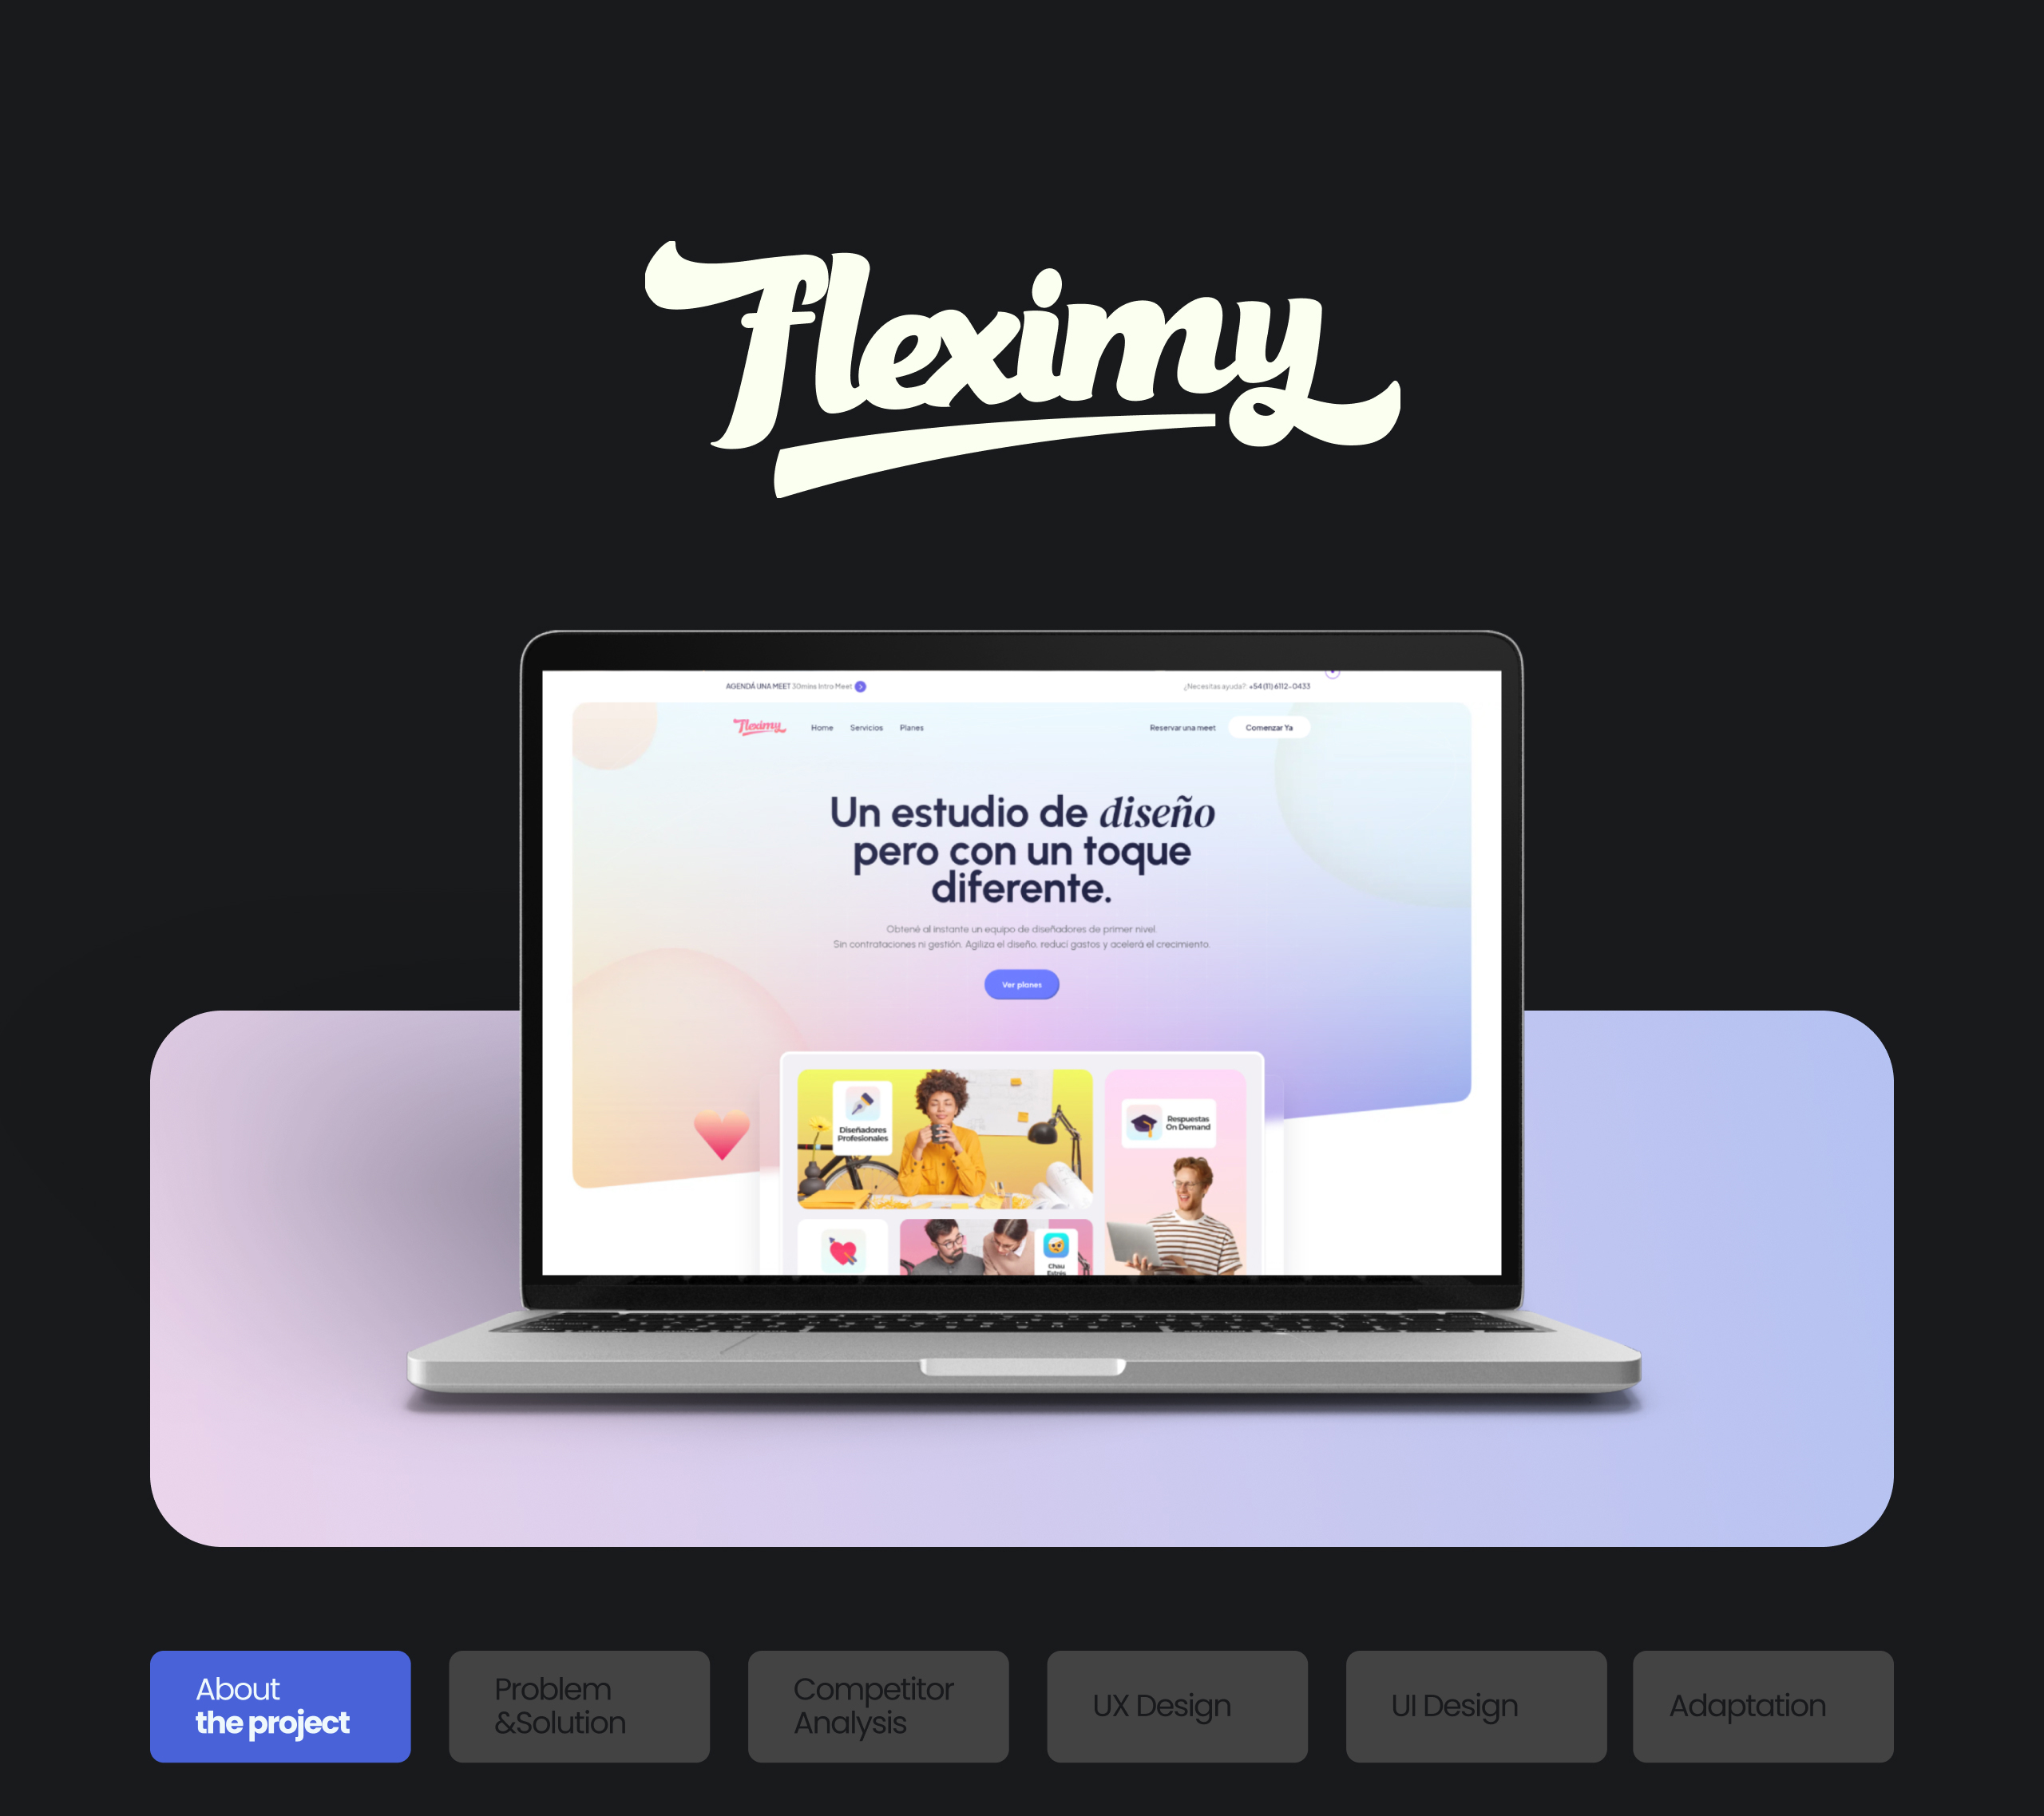 Fleximy
AGENDÁ UNA MEET 30mins Intro Meet
¿Necesitas ayuda? +54 (11) 6112-0433
Fleximy
Home Servicios Planes
Reservar una meet Comenzar Ya
Un estudio de diseño
pero con un toque
diferente.
Obtené al instante un equipo de diseñadores de primer nivel.
Sin contrataciones ni gestión. Agiliza el diseño, reducí gastos y acelerá el crecimiento.
Ver planes
Diseñadores
Profesionales
Respuestas
On Demand
Chau
Estrés
About
the project
Problem
&Solution
Competitor
Analysis
UX Design
UI Design
Adaptation